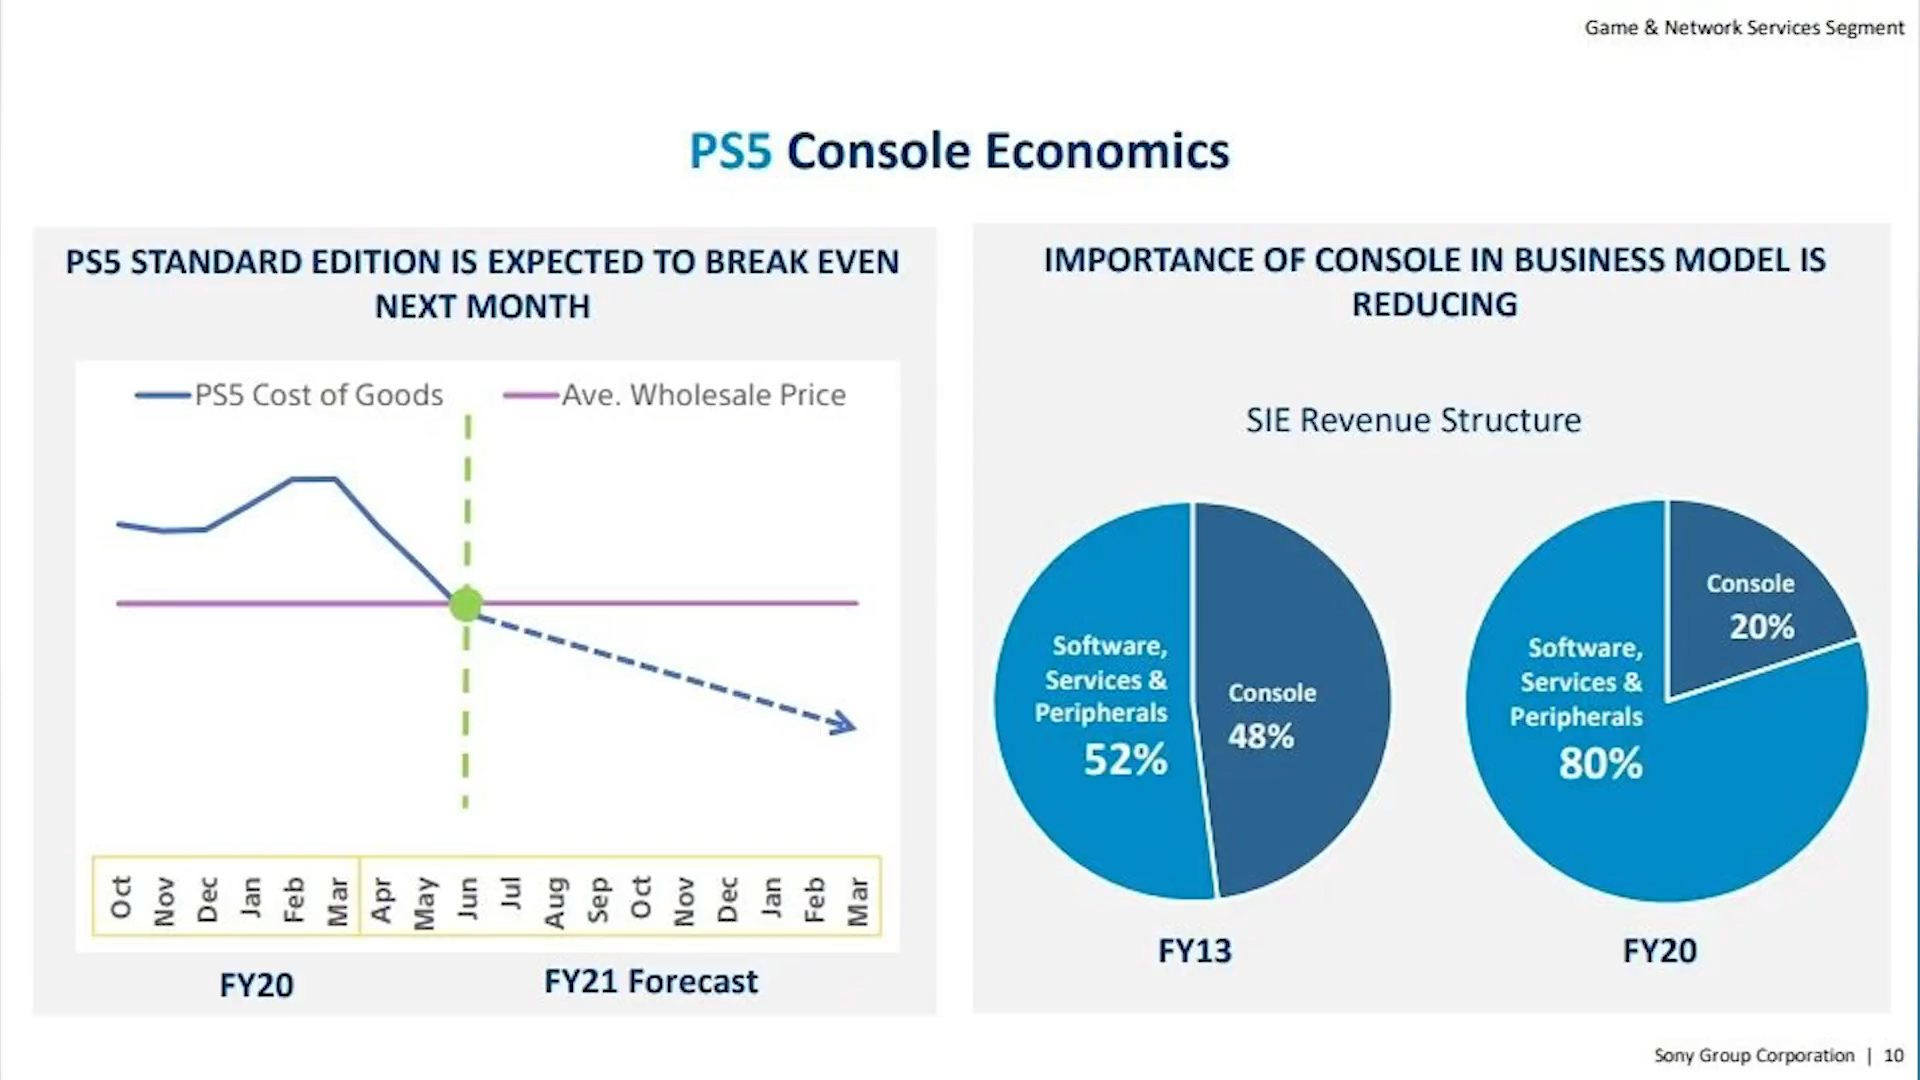 Game & Network Services Segment
PS5 Console Economics
PS5 STANDARD EDITION IS EXPECTED TO BREAK EVEN
NEXT MONTH
PS5 Cost of Goods
Ave. Wholesale Price
Oct
Nov
Dec
Jan
Feb
Mar
Apr
May
Jun
Jul
Aug
Sep
Oct
Nov
Dec
Jan
Feb
Mar
FY20
FY21 Forecast
IMPORTANCE OF CONSOLE IN BUSINESS MODEL IS
REDUCING
SIE Revenue Structure
Software,
Services &
Peripherals
52%
Console
48%
FY13
Console
20%
Software,
Services &
Peripherals
80%
FY20
Sony Group Corporation | 10